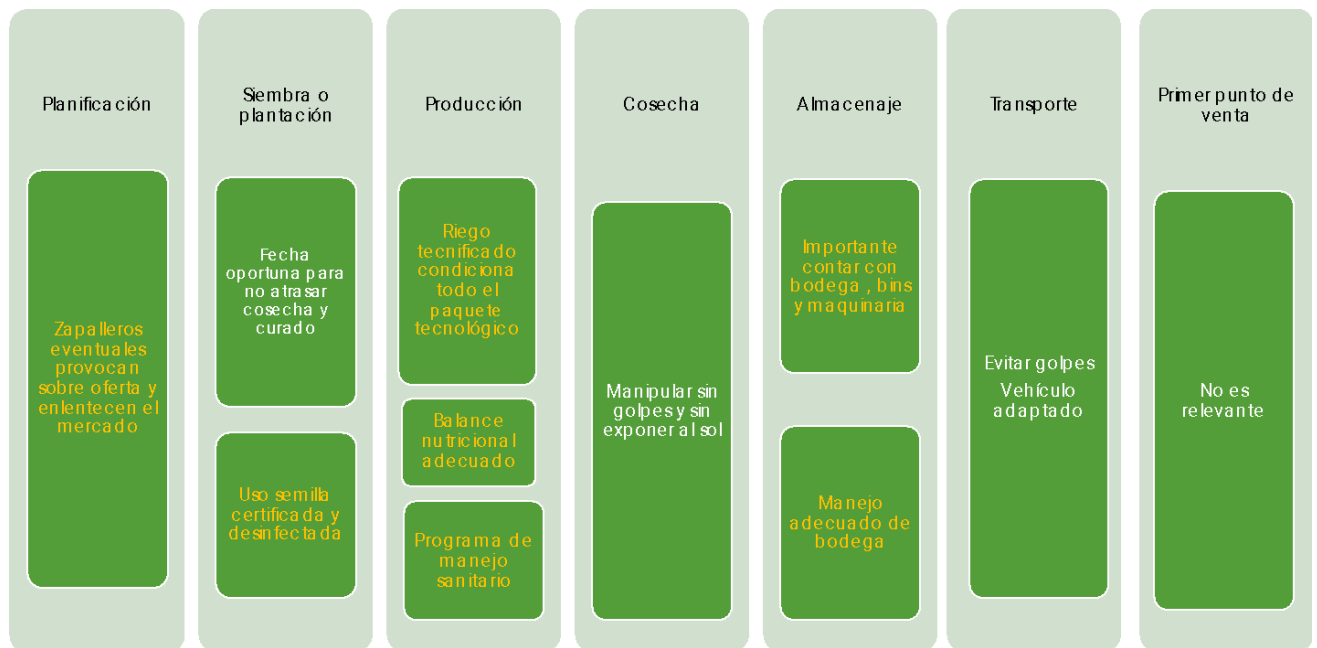 Planificación
Zapalleros
eventuales
provocan
sobre oferta y
enlentecen el
mercado
Siembra o
plantación
Fecha
oportuna para
no atrasar
cosecha y
curado
Uso semilla
certificada y
desinfectada
Producción
Riego
tecnificado
condiciona
todo el
paquete
tecnológico
Balance
nutricional
adecuado
Programa de
manejo
sanitario
Cosecha
Manipular sin
golpes y sin
exponer al sol
Almacenaje
Importante
contar con
bodega , bins
y maquinaria
Manejo
adecuado de
bodega
Transporte
Evitar golpes
Vehículo
adaptado
Primer punto de
venta
No es
relevante